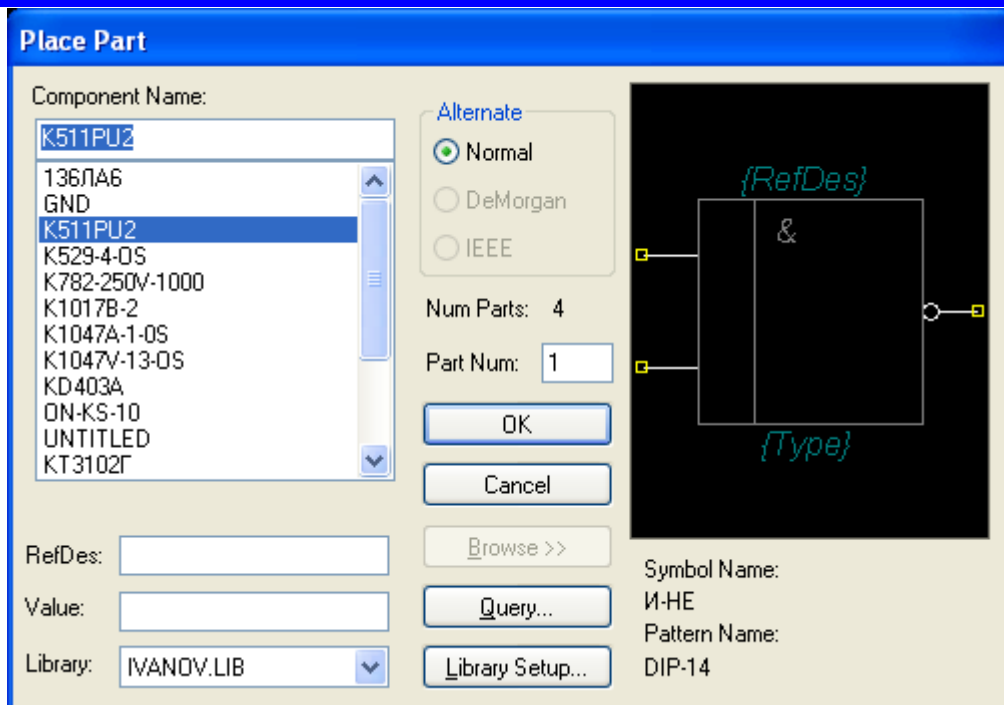 Place Part
Component Name:
K511PU2
136ЛА6
GND
K511PU2
K529-4-OS
K782-250V-1000
K1017B-2
K1047A-1-0S
K1047V-13-OS
KD403A
ON-KS-10
UNTITLED
КТ3102Г
RefDes:
Value:
Library:
IVANOV.LIB
Alternate
Normal
DeMorgan
IEEE
Num Parts: 4
Part Num: 1
OK
Cancel
Browse >>
Query...
Library Setup...
{RefDes}
&
{Type}
Symbol Name:
И-НЕ
Pattern Name:
DIP-14